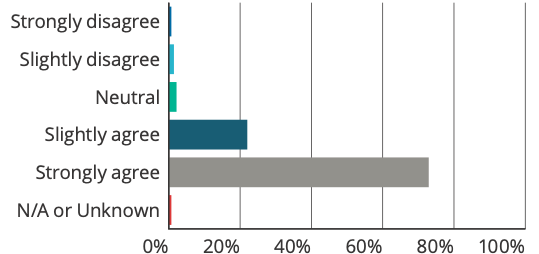 Strongly disagree
Slightly disagree
Neutral
Slightly agree
Strongly agree
N/A or Unknown
0% 20% 40% 60% 80% 100%